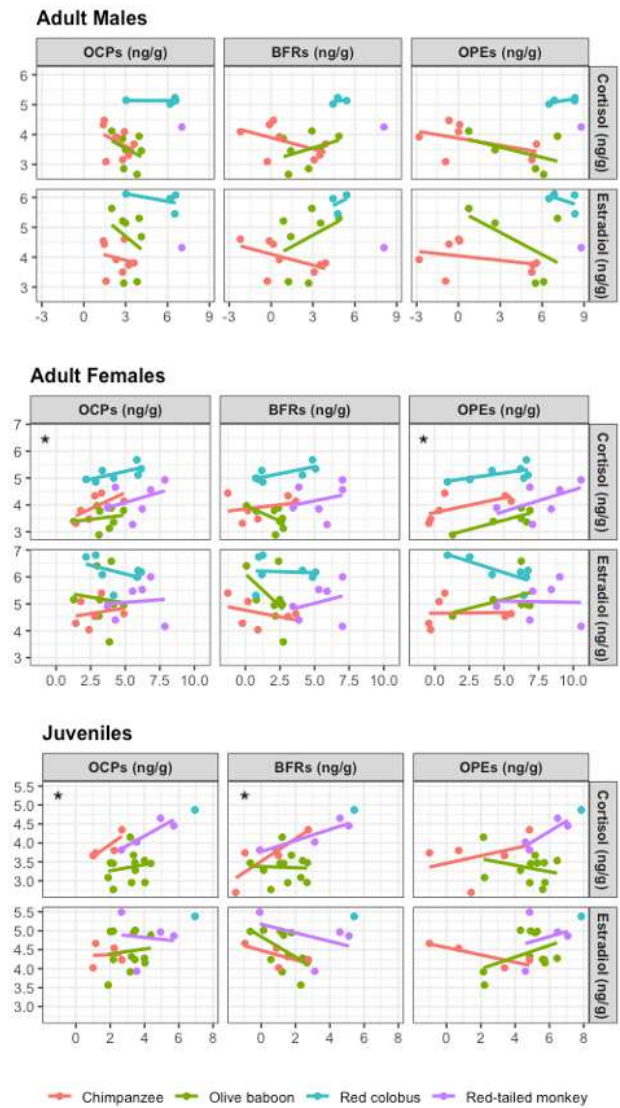 Adult Males
OCPs (ng/g) BFRs (ng/g) OPEs (ng/g)
6
5
4
3
Cortisol (ng/g)
6
5
4
3
Estradiol (ng/g)
-3 0 3 6 9 -3 0 3 6 9 -3 0 3 6 9
Adult Females
OCPs (ng/g) BFRs (ng/g) OPEs (ng/g)
7
* *
6
5
4
3
Cortisol (ng/g)
7
6
5
4
3
Estradiol (ng/g)
0.0 2.5 5.0 7.5 10.0 0.0 2.5 5.0 7.5 10.0 0.0 2.5 5.0 7.5 10.0
Juveniles
OCPs (ng/g) BFRs (ng/g) OPEs (ng/g)
5.5
* *
5.0
4.5
4.0
3.5
3.0
Cortisol (ng/g)
5.5
5.0
4.5
4.0
3.5
3.0
Estradiol (ng/g)
0 2 4 6 8 0 2 4 6 8 0 2 4 6 8
Chimpanzee Olive baboon Red colobus Red-tailed monkey